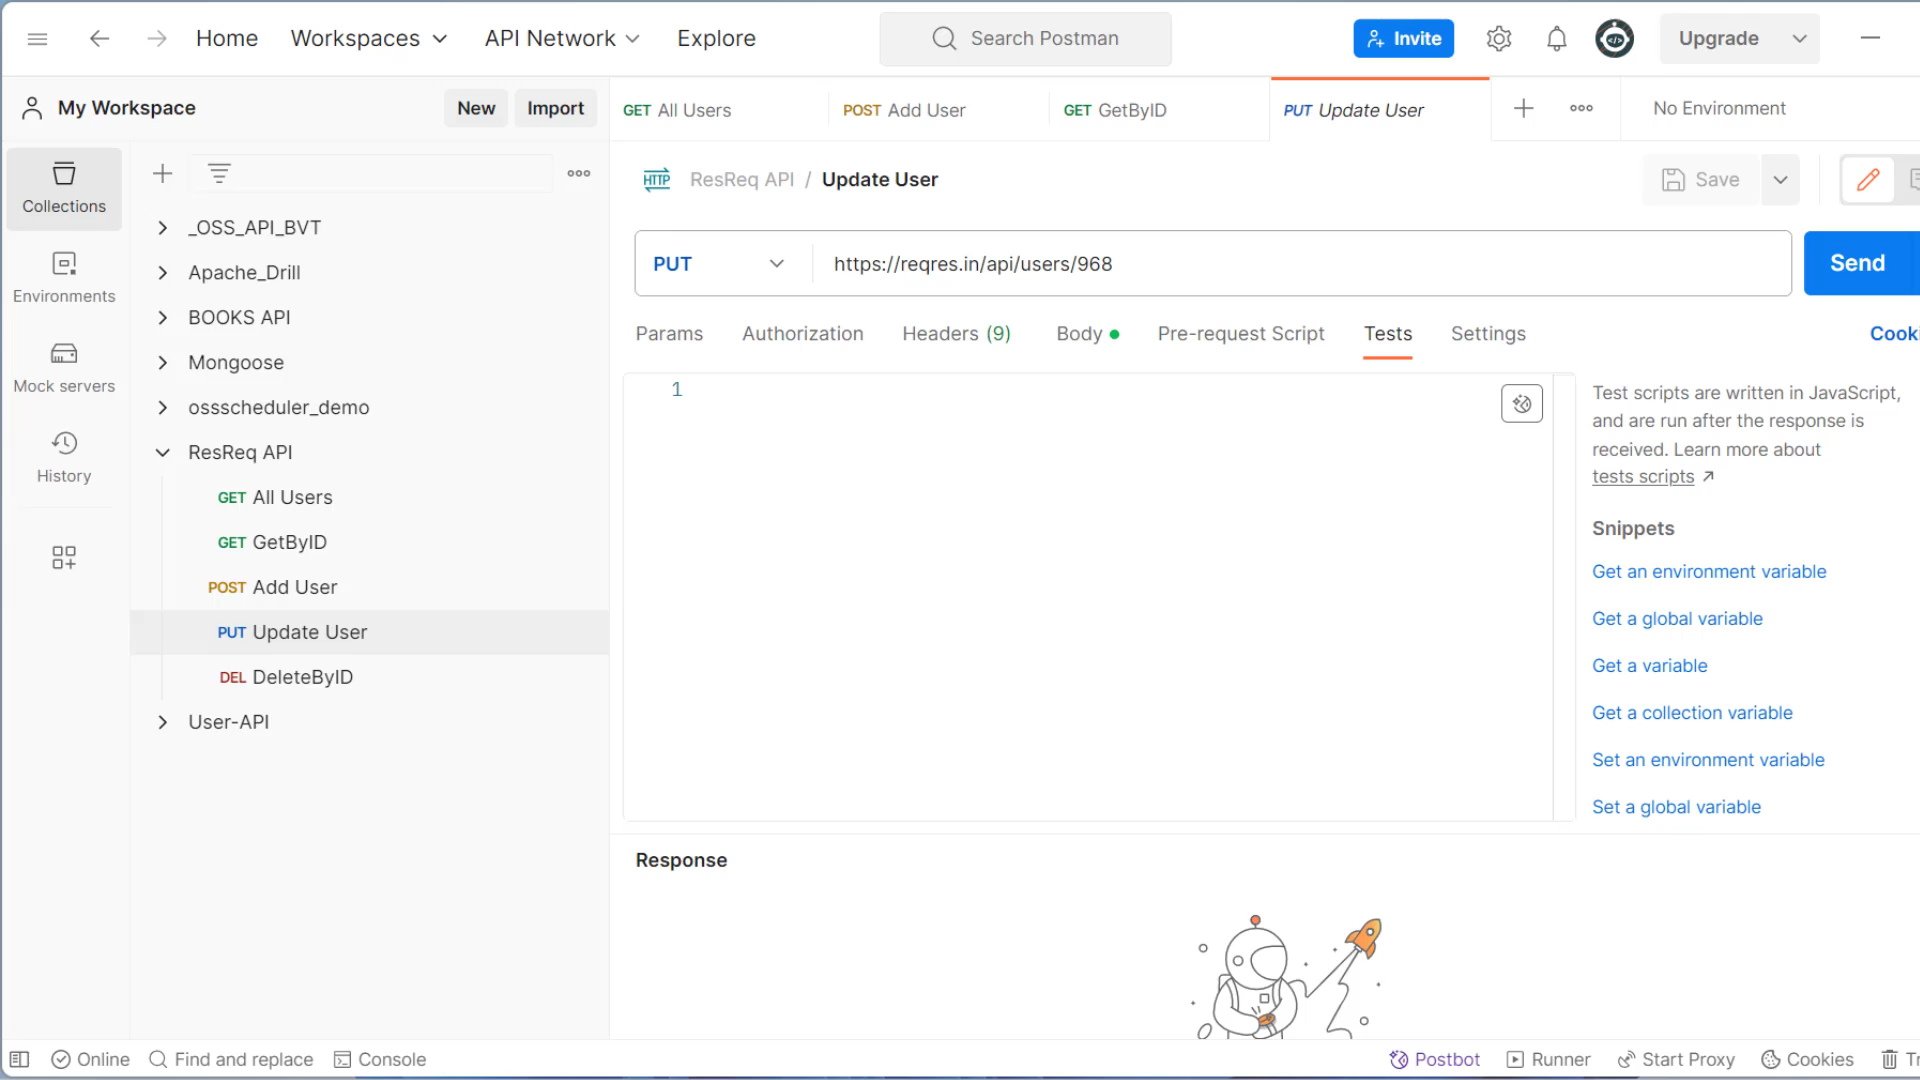 Home Workspaces API Network Explore Search Postman Invite Upgrade
My Workspace New Import
GET All Users POST Add User GET GetByID PUT Update User No Environment
Collections
Environments
Mock servers
History
_OSS_API_BVT
Apache_Drill
BOOKS API
Mongoose
ossscheduler_demo
ResReq API
GET All Users
GET GetByID
POST Add User
PUT Update User
DEL DeleteByID
User-API
HTTP ResReq API / Update User Save
PUT https://reqres.in/api/users/968 Send
Params Authorization Headers (9) Body Pre-request Script Tests Settings Cooki
1
Test scripts are written in JavaScript,
and are run after the response is
received. Learn more about
tests scripts
Snippets
Get an environment variable
Get a global variable
Get a variable
Get a collection variable
Set an environment variable
Set a global variable
Response
Online Find and replace Console Postbot Runner Start Proxy Cookies Tr